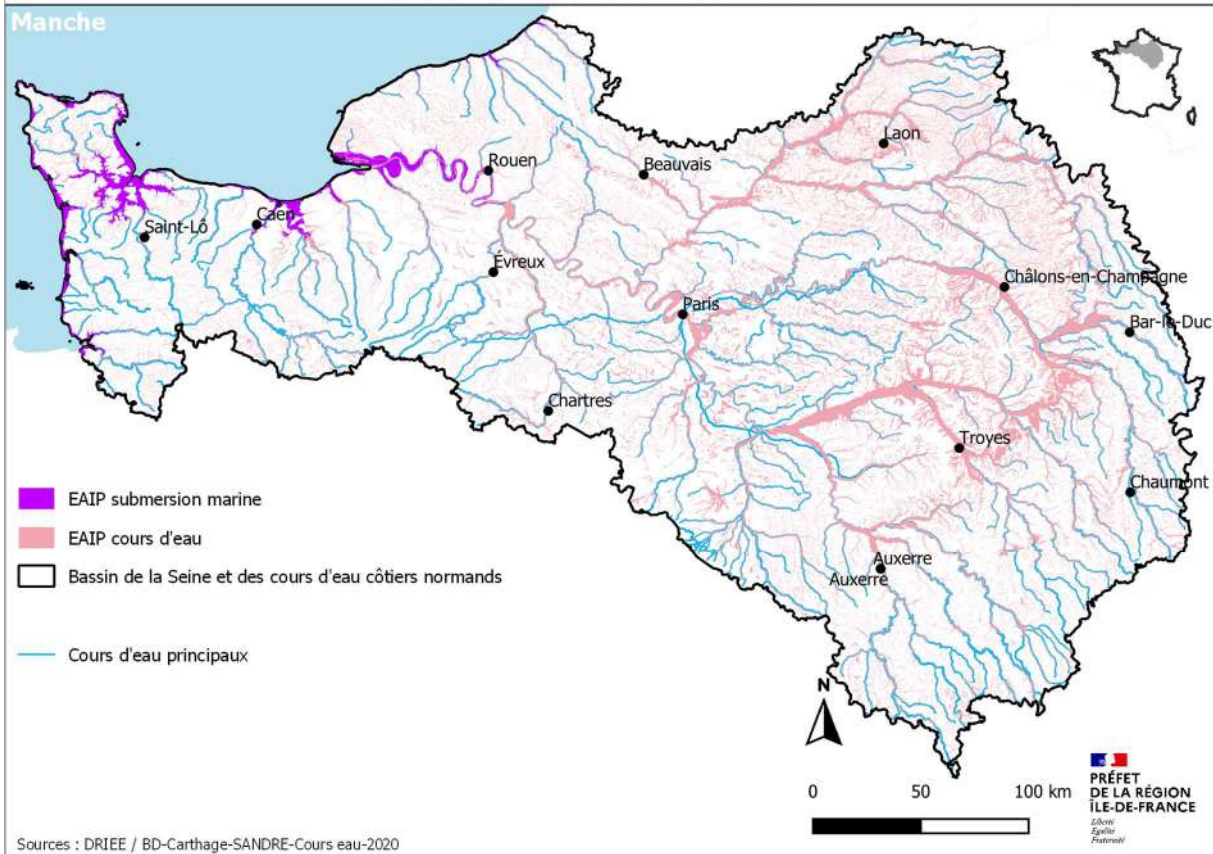 Manche
Laon
Rouen
Beauvais
Caen
Saint-Lô
Évreux
Châlons-en-Champagne
Paris
Bar-le-Duc
Chartres
Troyes
Chaumont
EAIP submersion marine
EAIP cours d'eau
Bassin de la Seine et des cours d'eau côtiers normands
Auxerre
Auxerre
Cours d'eau principaux
N
0 50 100 km
PRÉFET
DE LA RÉGION
ÎLE-DE-FRANCE
Liberté
Égalité
Fraternité
Sources : DRIEE / BD-Carthage-SANDRE-Cours eau-2020